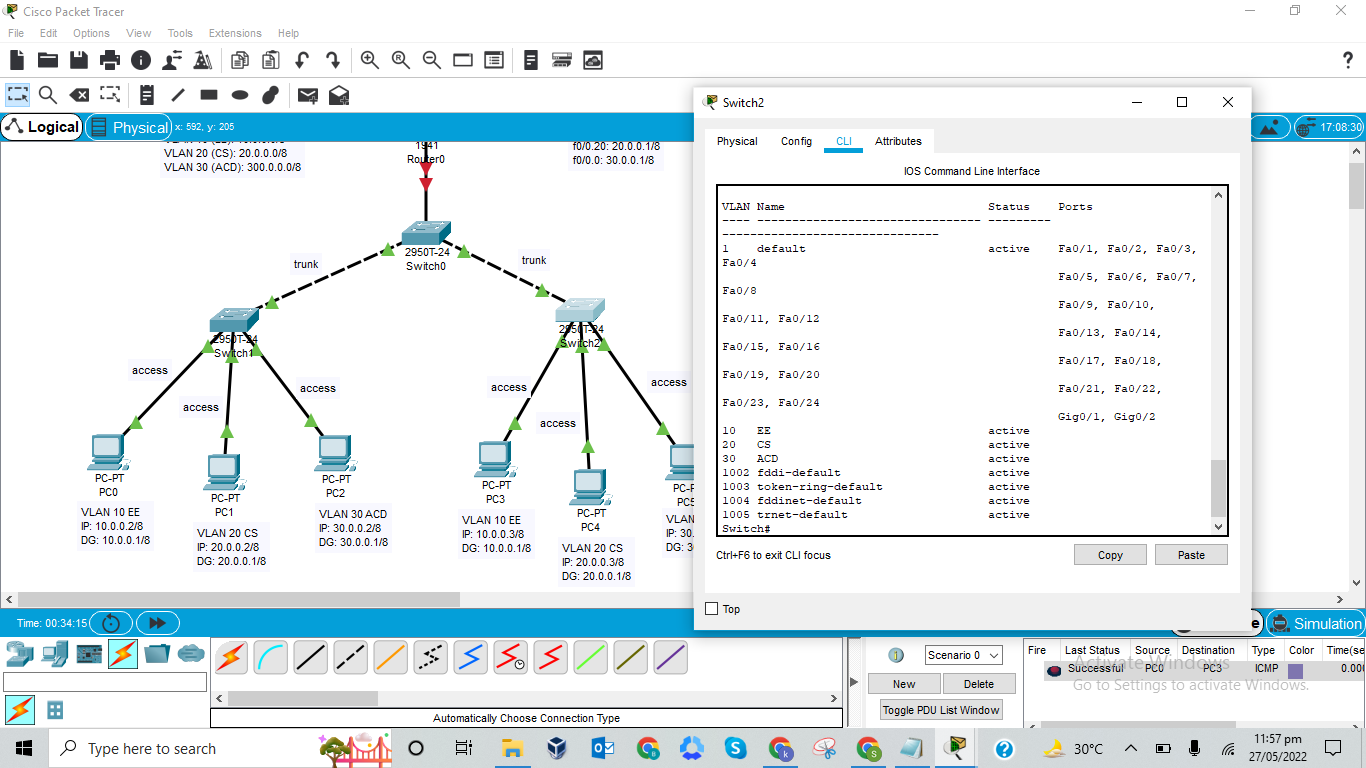 Cisco Packet Tracer
File Edit Options View Tools Extensions Help
Logical
Physical
x: 592, y: 205
17:08:30
VLAN 20 (CS): 20.0.0.0/8
VLAN 30 (ACD): 300.0.0.0/8
1941
Router0
f0/0.20: 20.0.0.1/8
f0/0.0: 30.0.0.1/8
2950T-24
Switch0
trunk
trunk
2950T-24
Switch1
2950T-24
Switch2
access
access
access
access
access
access
PC-PT
PC0
VLAN 10 EE
IP: 10.0.0.2/8
DG: 10.0.0.1/8
PC-PT
PC1
VLAN 20 CS
IP: 20.0.0.2/8
DG: 20.0.0.1/8
PC-PT
PC2
VLAN 30 ACD
IP: 30.0.0.2/8
DG: 30.0.0.1/8
PC-PT
PC3
VLAN 10 EE
IP: 10.0.0.3/8
DG: 10.0.0.1/8
PC-PT
PC4
VLAN 20 CS
IP: 20.0.0.3/8
DG: 20.0.0.1/8
VLAN
IP: 30.
DG: 3
Switch2
Physical Config CLI Attributes
IOS Command Line Interface
VLAN Name Status Ports
---- -------------------------------- ---------
-------------------------------
1 default active Fa0/1, Fa0/2, Fa0/3,
Fa0/4
Fa0/5, Fa0/6, Fa0/7,
Fa0/8
Fa0/9, Fa0/10,
Fa0/11, Fa0/12
Fa0/13, Fa0/14,
Fa0/15, Fa0/16
Fa0/17, Fa0/18,
Fa0/19, Fa0/20
Fa0/21, Fa0/22,
Fa0/23, Fa0/24
Gig0/1, Gig0/2
10 EE active
20 CS active
30 ACD active
1002 fddi-default active
1003 token-ring-default active
1004 fddinet-default active
1005 trnet-default active
Switch#
Ctrl+F6 to exit CLI focus
Copy
Paste
Top
Time: 00:34:15
Simulation
Automatically Choose Connection Type
Scenario 0
New
Delete
Toggle PDU List Window
Fire Last Status Source Destination Type Color Time(se
Successful PC0 PC3 ICMP 0.000
Activate Windows
Go to Settings to activate Windows.
Type here to search
30°C
11:57 pm
27/05/2022